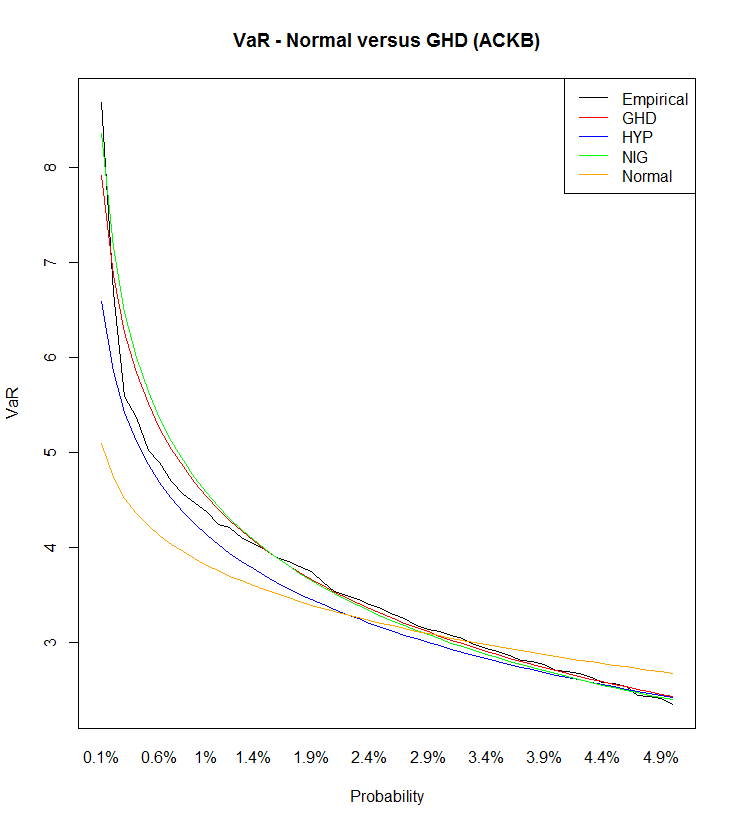 VaR - Normal versus GHD (ACKB)
Empirical
GHD
HYP
NIG
Normal
8
7
6
5
4
3
VaR
0.1% 0.6% 1% 1.4% 1.9% 2.4% 2.9% 3.4% 3.9% 4.4% 4.9%
Probability